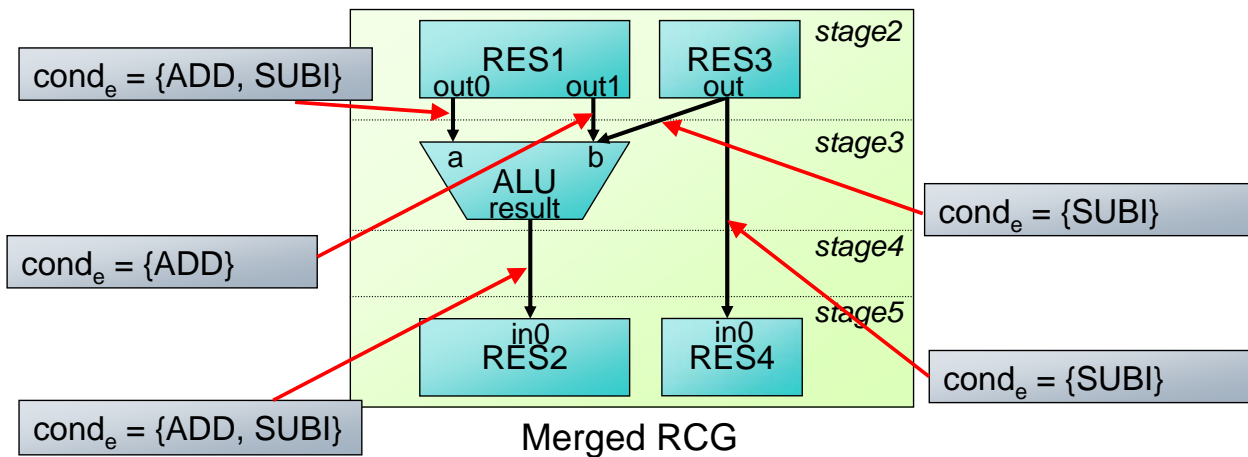 stage2
RES1
RES3
out0 out1 out
cond_e = {ADD, SUBI}
stage3
a b
ALU
result
cond_e = {SUBI}
cond_e = {ADD}
stage4
stage5
in0 in0
RES2 RES4
cond_e = {SUBI}
cond_e = {ADD, SUBI}
Merged RCG